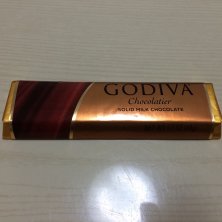 GODIVA
Chocolatier
SOLID MILK CHOCOLATE